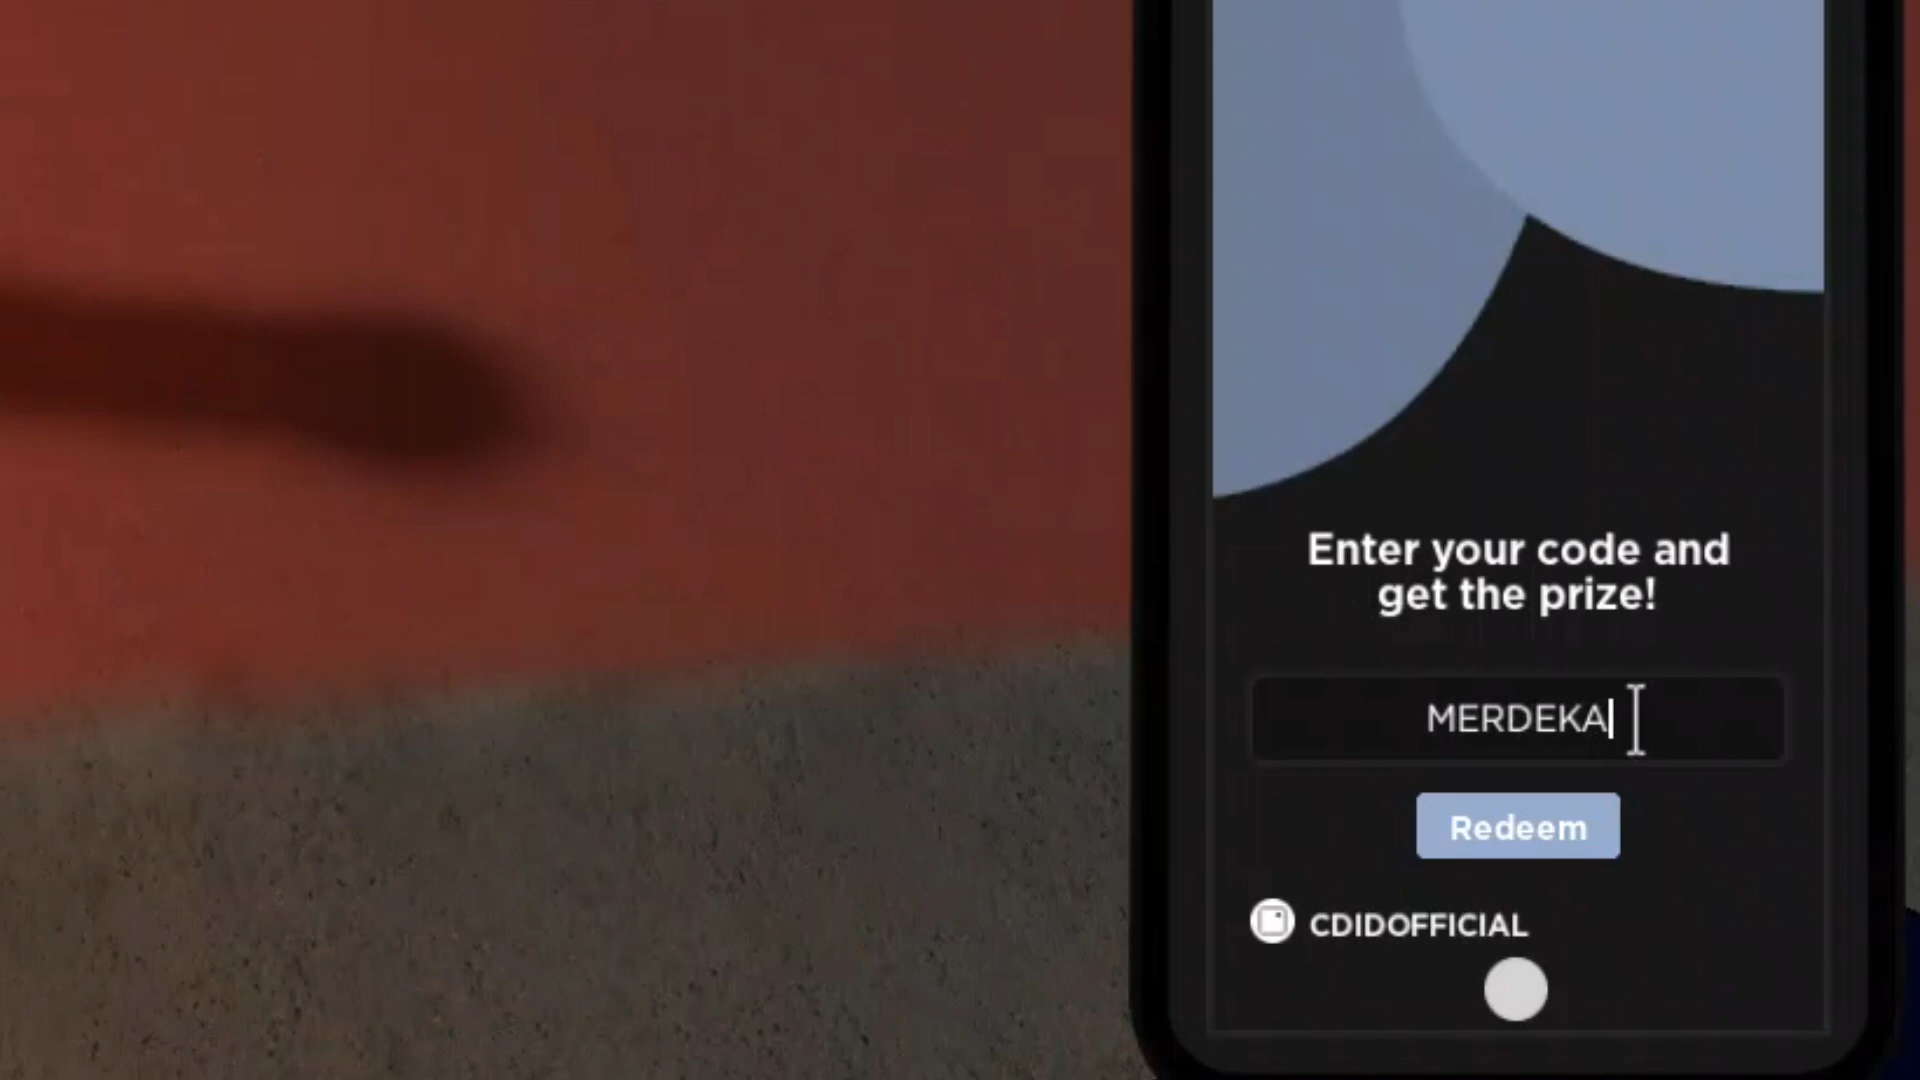 Enter your code and
get the prize!
MERDEKA
Redeem
CDIDOFFICIAL